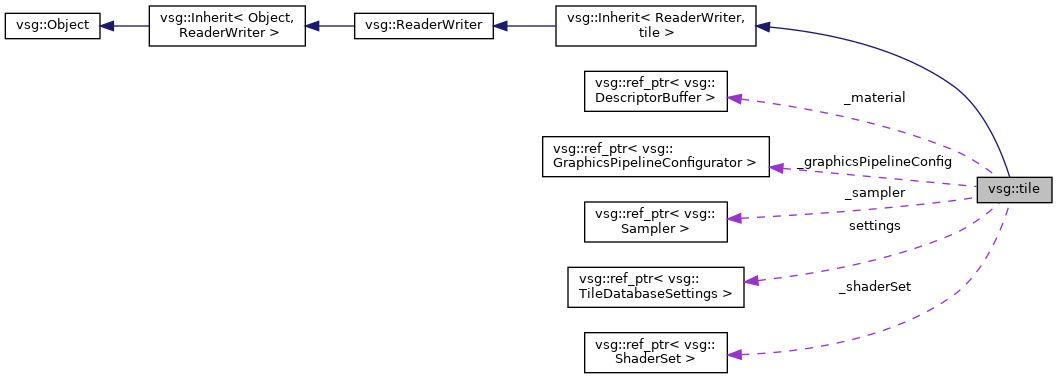 vsg::Object
vsg::Inherit< Object,
ReaderWriter >
vsg::ReaderWriter
vsg::Inherit< ReaderWriter,
tile >
vsg::ref_ptr< vsg::
DescriptorBuffer >
_material
vsg::ref_ptr< vsg::
GraphicsPipelineConfigurator >
_graphicsPipelineConfig
vsg::tile
vsg::ref_ptr< vsg::
Sampler >
_sampler
settings
vsg::ref_ptr< vsg::
TileDatabaseSettings >
_shaderSet
vsg::ref_ptr< vsg::
ShaderSet >